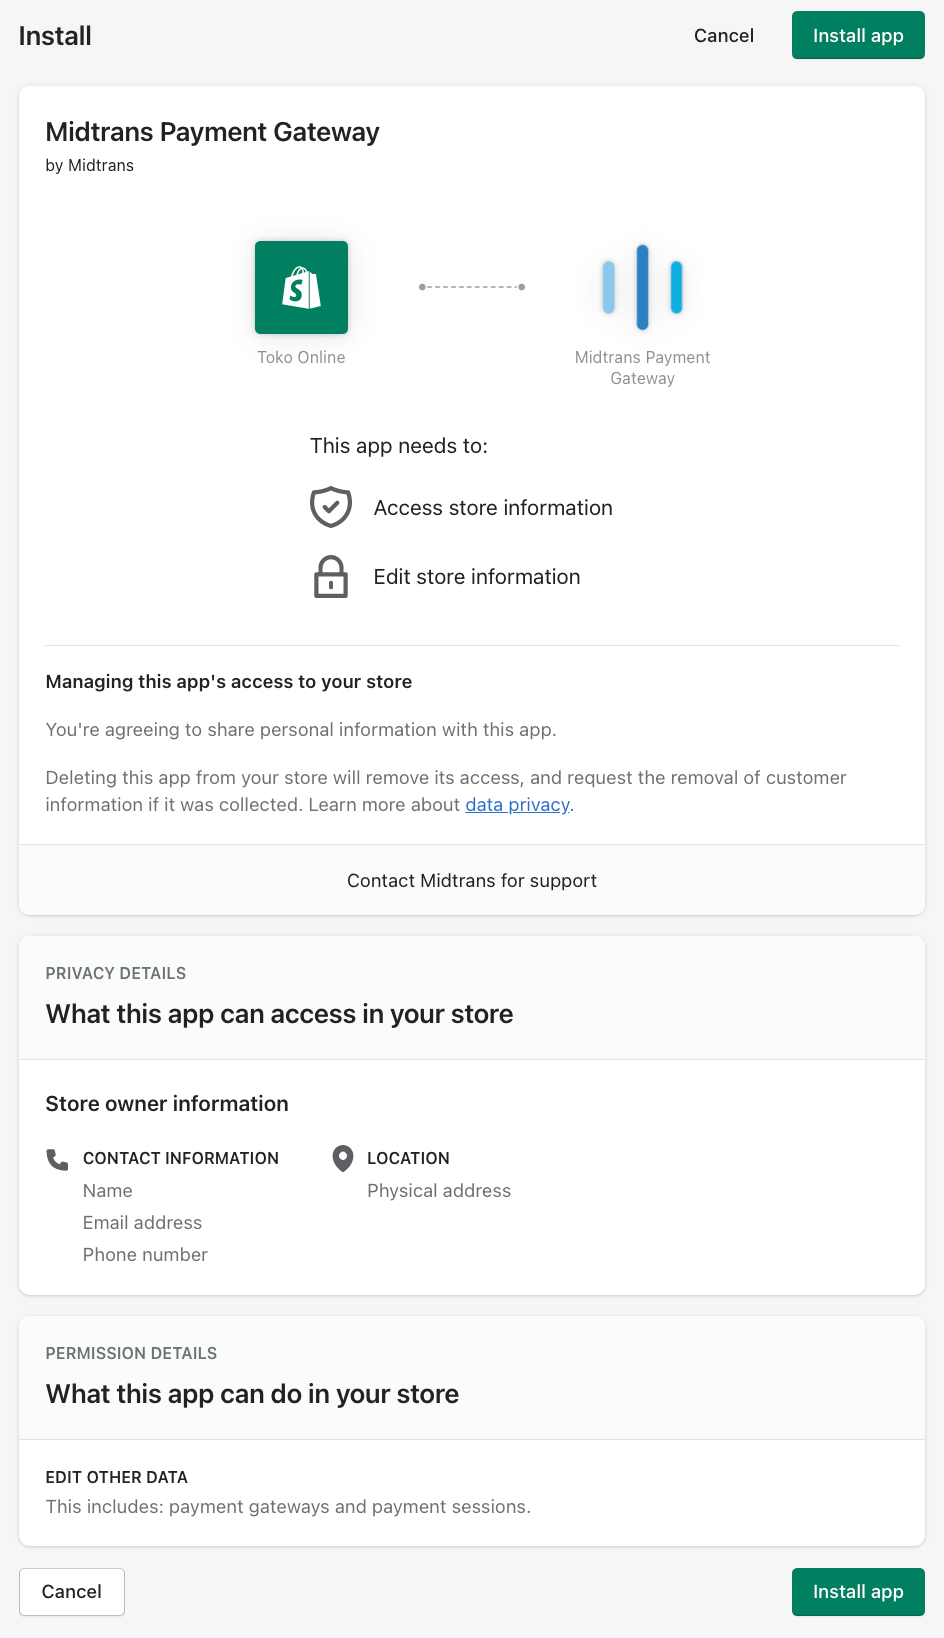 Install
Cancel
Install app
Midtrans Payment Gateway
by Midtrans
S
Toko Online
Midtrans Payment
Gateway
This app needs to:
Access store information
Edit store information
Managing this app's access to your store
You're agreeing to share personal information with this app.
Deleting this app from your store will remove its access, and request the removal of customer
information if it was collected. Learn more about data privacy.
Contact Midtrans for support
PRIVACY DETAILS
What this app can access in your store
Store owner information
CONTACT INFORMATION
Name
Email address
Phone number
LOCATION
Physical address
PERMISSION DETAILS
What this app can do in your store
EDIT OTHER DATA
This includes: payment gateways and payment sessions.
Cancel
Install app